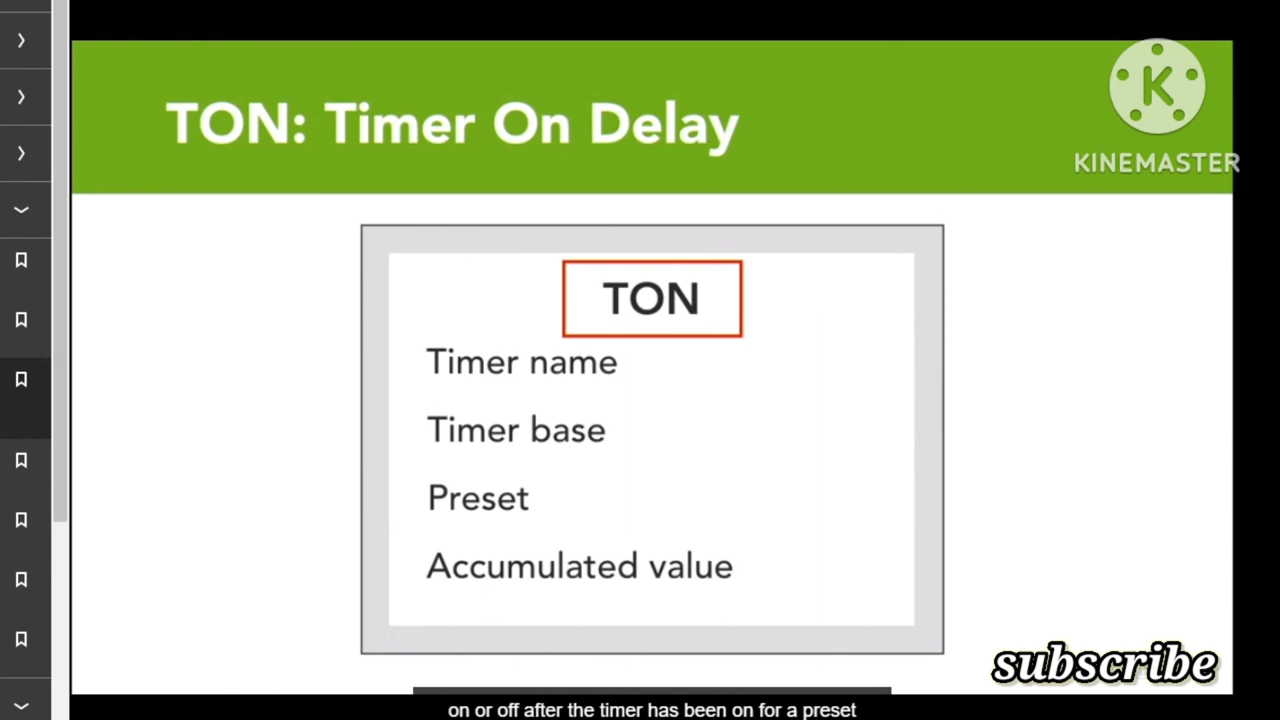 TON: Timer On Delay
K
KINEMASTER
TON
Timer name
Timer base
Preset
Accumulated value
subscribe
on or off after the timer has been on for a preset